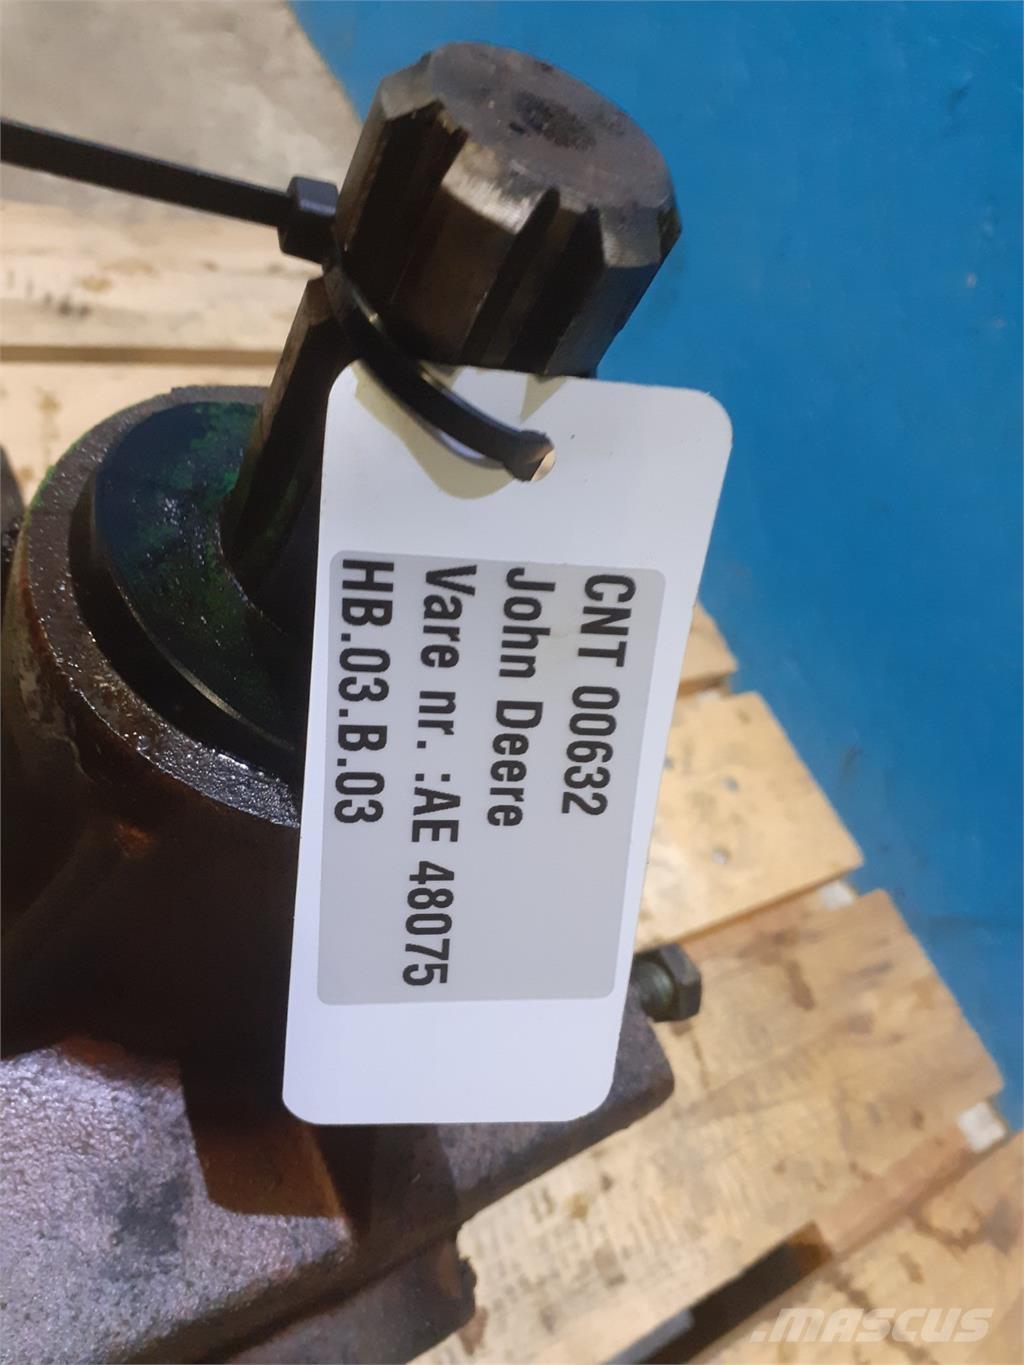 CNT 00632
John Deere
Vare nr. :AE 48075
HB.03.B.03
MASCUS